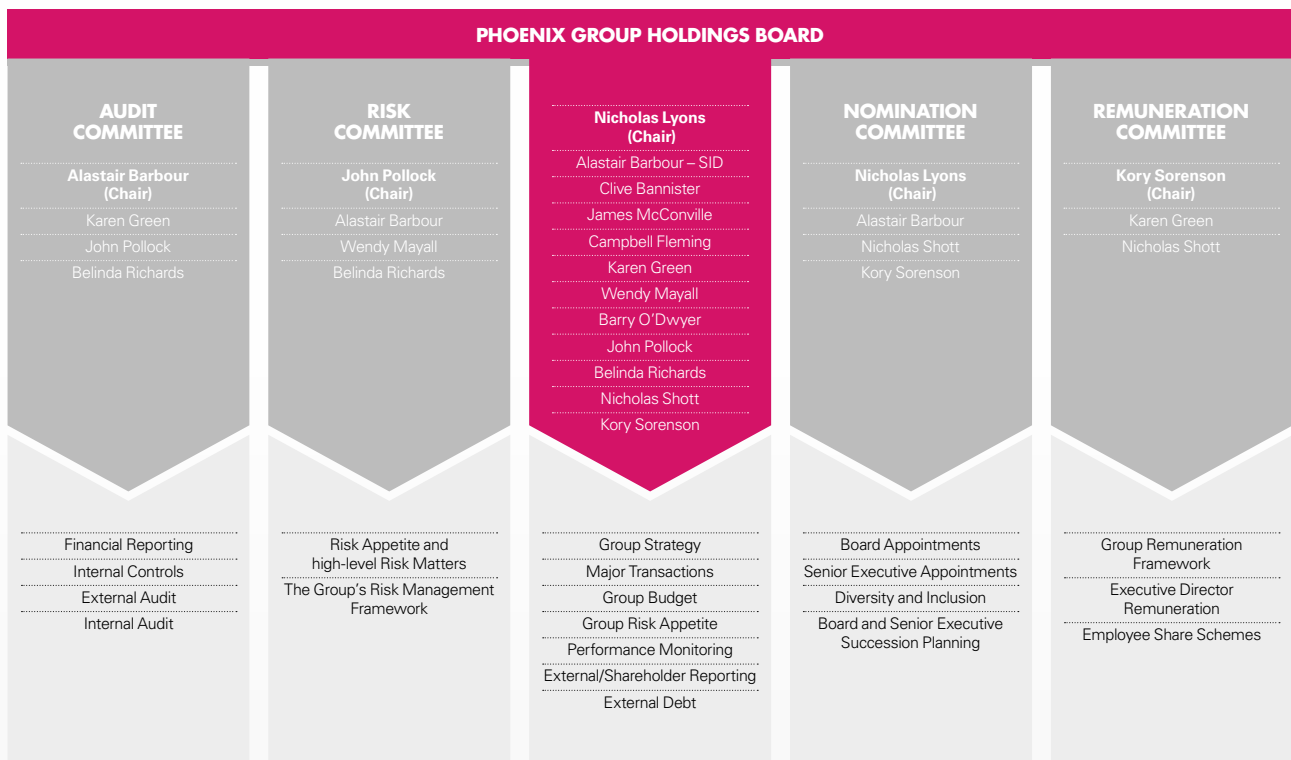 PHOENIX GROUP HOLDINGS BOARD
AUDIT
COMMITTEE
Alastair Barbour
(Chair)
Karen Green
John Pollock
Belinda Richards
Financial Reporting
Internal Controls
External Audit
Internal Audit
RISK
COMMITTEE
John Pollock
(Chair)
Alastair Barbour
Wendy Mayall
Belinda Richards
Risk Appetite and
high-level Risk Matters
The Group's Risk Management
Framework
Nicholas Lyons
(Chair)
Alastair Barbour – SID
Clive Bannister
James McConville
Campbell Fleming
Karen Green
Wendy Mayall
Barry O'Dwyer
John Pollock
Belinda Richards
Nicholas Shott
Kory Sorenson
Group Strategy
Major Transactions
Group Budget
Group Risk Appetite
Performance Monitoring
External/Shareholder Reporting
External Debt
NOMINATION
COMMITTEE
Nicholas Lyons
(Chair)
Alastair Barbour
Nicholas Shott
Kory Sorenson
Board Appointments
Senior Executive Appointments
Diversity and Inclusion
Board and Senior Executive
Succession Planning
REMUNERATION
COMMITTEE
Kory Sorenson
(Chair)
Karen Green
Nicholas Shott
Group Remuneration
Framework
Executive Director
Remuneration
Employee Share Schemes